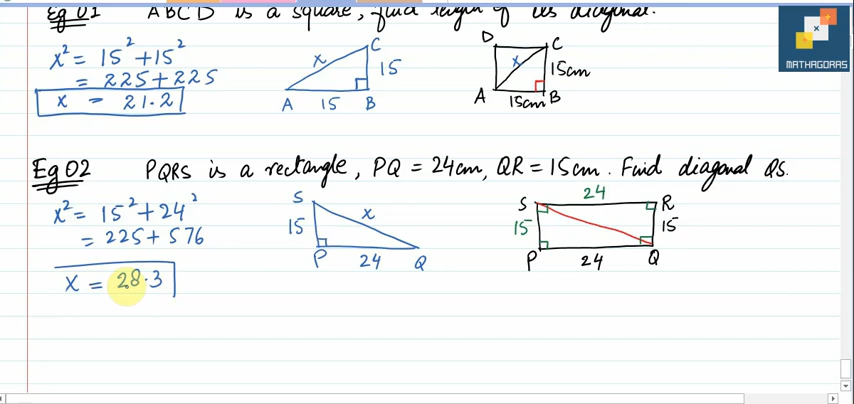 Eg 01 ABCD is a square, find length of its diagonal.
x² = 15² + 15²
= 225 + 225
x = 21.2
A 15 B
15
C
x
D C
x 15cm
A 15cm B
MATHAGORAS
Eg 02 PQRS is a rectangle, PQ = 24cm, QR = 15cm. Find diagonal QS.
x² = 15² + 24²
= 225 + 576
x = 28.3
S
15 x
P 24 Q
24
S R
15 15
P 24 Q